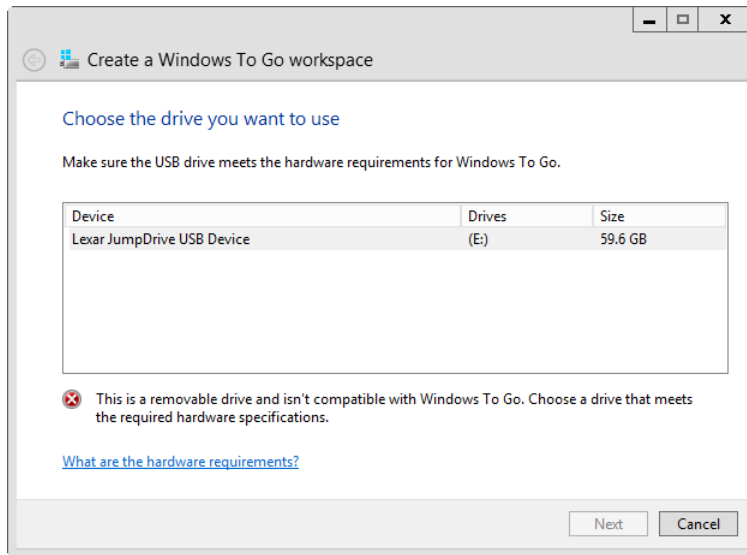 Create a Windows To Go workspace
Choose the drive you want to use
Make sure the USB drive meets the hardware requirements for Windows To Go.
Device Drives Size
Lexar JumpDrive USB Device (E:) 59.6 GB
This is a removable drive and isn't compatible with Windows To Go. Choose a drive that meets
the required hardware specifications.
What are the hardware requirements?
Next Cancel